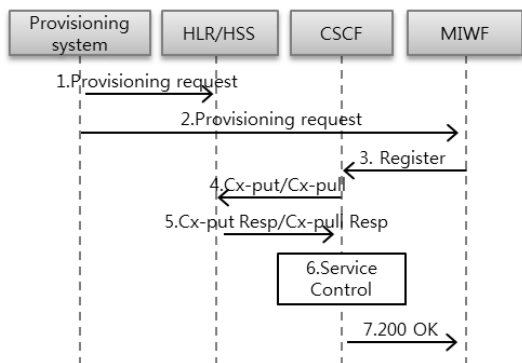 Provisioning
system
HLR/HSS
CSCF
MIWF
1.Provisioning request
2.Provisioning request
3. Register
4.Cx-put/Cx-pull
5.Cx-put Resp/Cx-pull Resp
6.Service
Control
7.200 OK